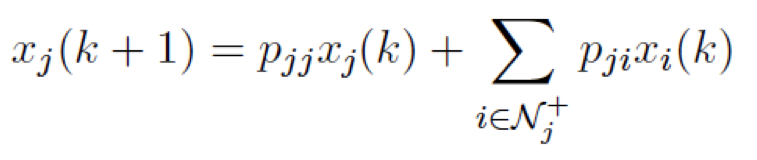 x_j(k + 1) = p_{jj}x_j(k) + \sum_{i \in \mathcal{N}_j^+} p_{ji}x_i(k)